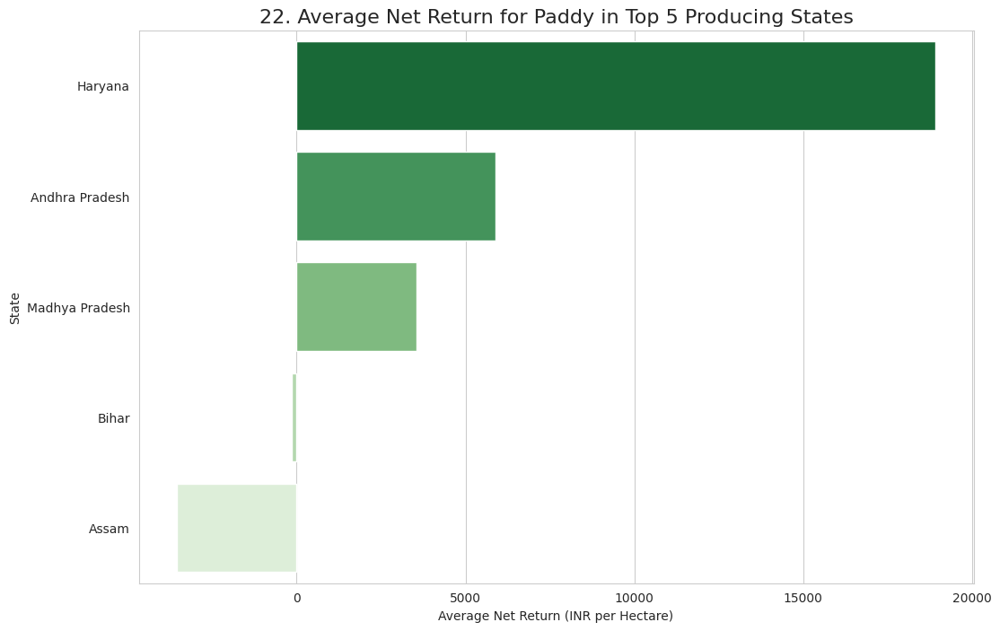 22. Average Net Return for Paddy in Top 5 Producing States
State
Haryana
Andhra Pradesh
Madhya Pradesh
Bihar
Assam
0 5000 10000 15000 20000
Average Net Return (INR per Hectare)